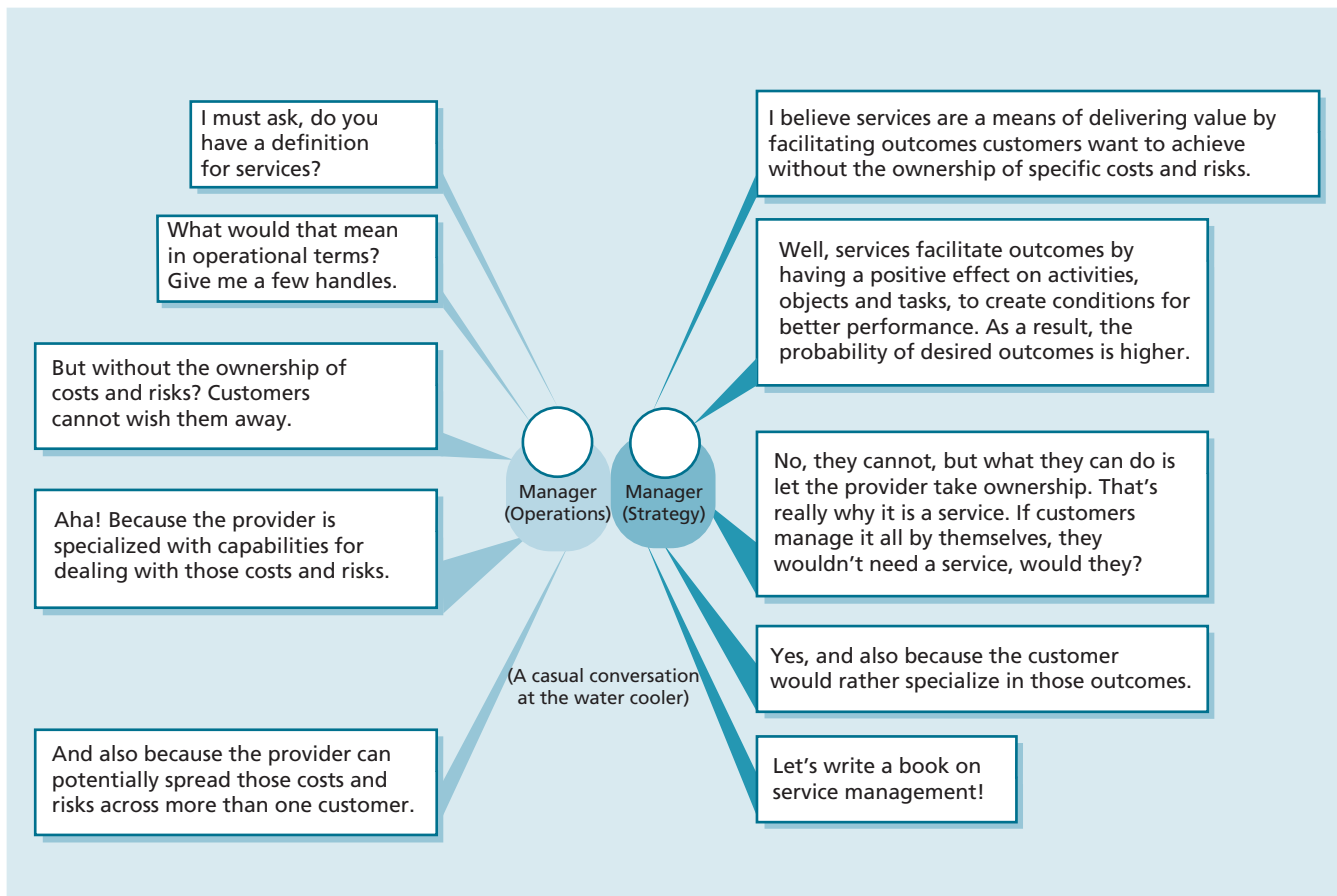 I must ask, do you
have a definition
for services?
I believe services are a means of delivering value by
facilitating outcomes customers want to achieve
without the ownership of specific costs and risks.
What would that mean
in operational terms?
Give me a few handles.
Well, services facilitate outcomes by
having a positive effect on activities,
objects and tasks, to create conditions for
better performance. As a result, the
probability of desired outcomes is higher.
But without the ownership of
costs and risks? Customers
cannot wish them away.
No, they cannot, but what they can do is
let the provider take ownership. That's
really why it is a service. If customers
manage it all by themselves, they
wouldn't need a service, would they?
Aha! Because the provider is
specialized with capabilities for
dealing with those costs and risks.
Yes, and also because the customer
would rather specialize in those outcomes.
And also because the provider can
potentially spread those costs and
risks across more than one customer.
Let's write a book on
service management!
Manager
(Operations)
Manager
(Strategy)
(A casual conversation
at the water cooler)